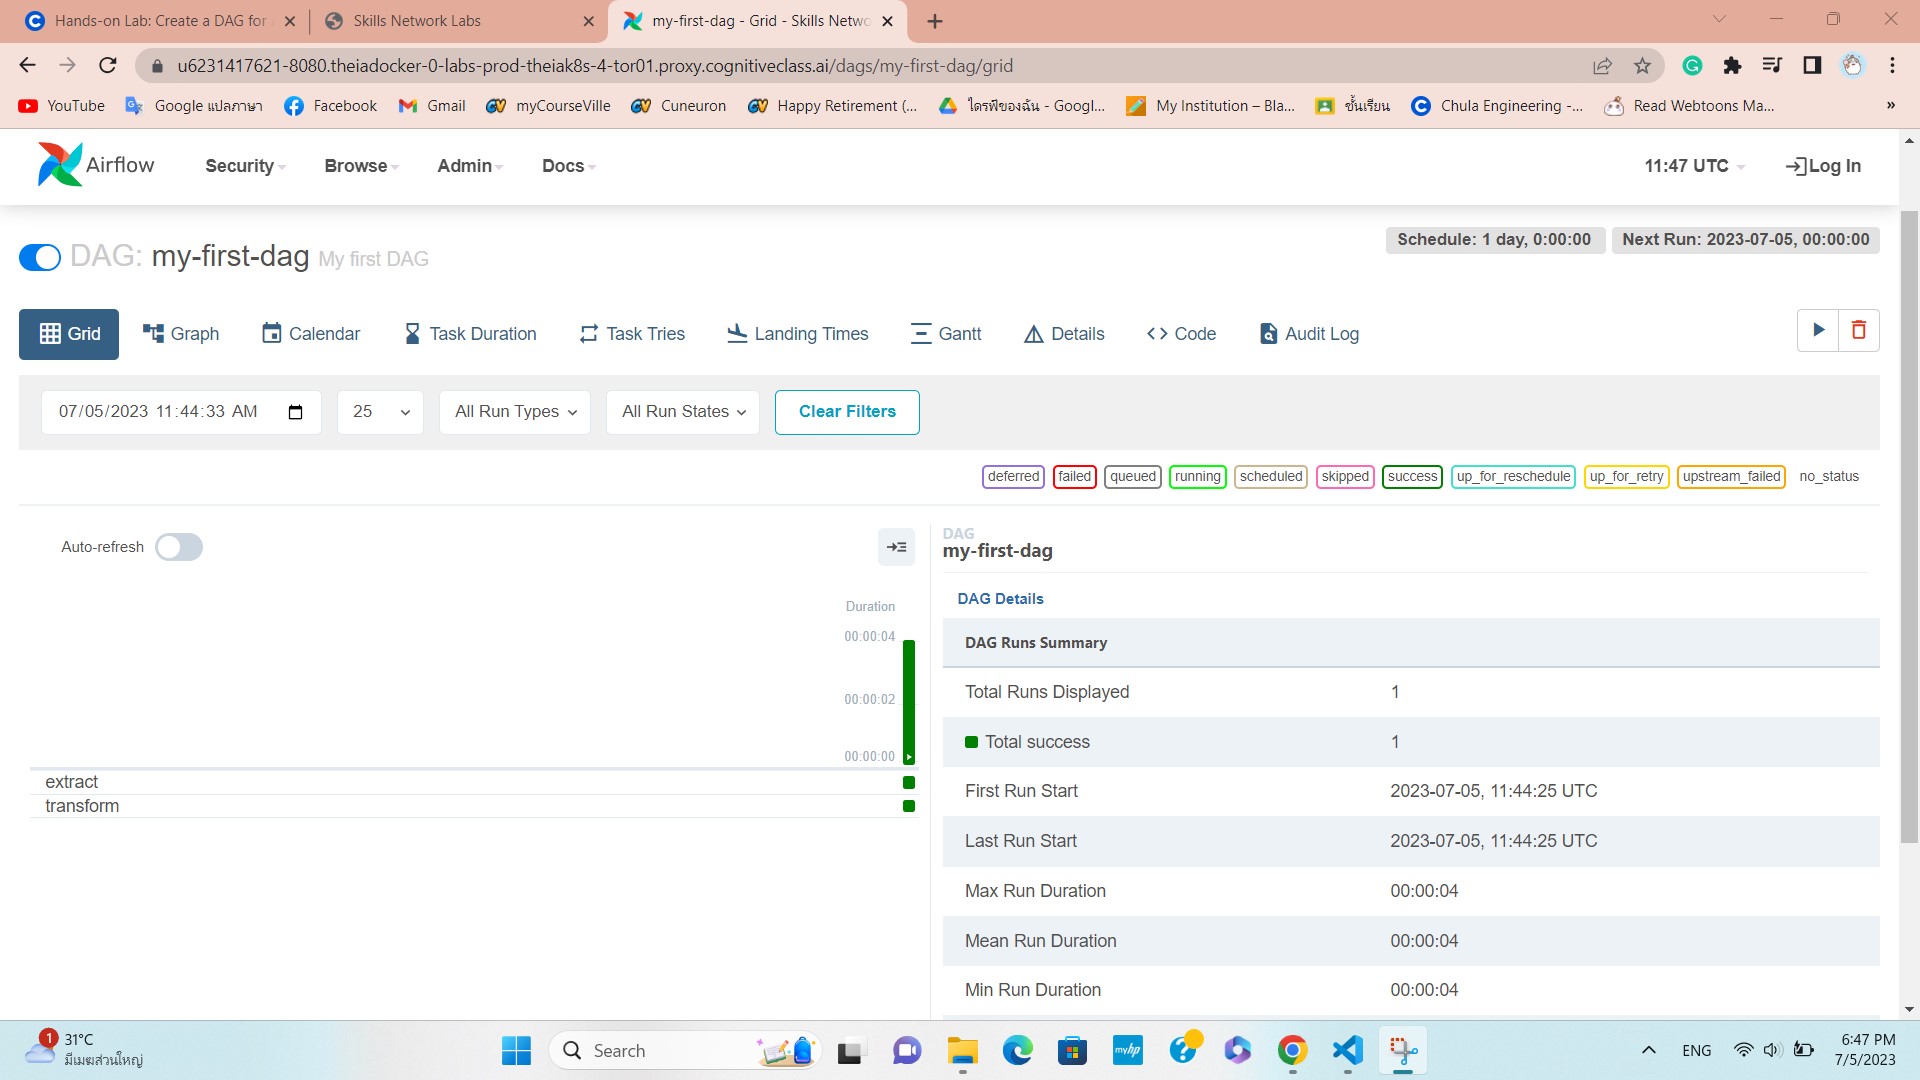 Hands-on Lab: Create a DAG for
Skills Network Labs
my-first-dag - Grid - Skills Netwo
u6231417621-8080.theiadocker-0-labs-prod-theiak8s-4-tor01.proxy.cognitiveclass.ai/dags/my-first-dag/grid
YouTube
Google แปลภาษา
Facebook
Gmail
myCourseVille
Cuneuron
Happy Retirement (...
ไดรฟ์ของฉัน - Googl...
My Institution – Bla...
ชั้นเรียน
Chula Engineering -...
Read Webtoons Ma...
»
Airflow
Security
Browse
Admin
Docs
11:47 UTC
Log In
DAG: my-first-dag My first DAG
Schedule: 1 day, 0:00:00
Next Run: 2023-07-05, 00:00:00
Grid
Graph
Calendar
Task Duration
Task Tries
Landing Times
Gantt
Details
Code
Audit Log
07/05/2023 11:44:33 AM
25
All Run Types
All Run States
Clear Filters
deferred
failed
queued
running
scheduled
skipped
success
up_for_reschedule
up_for_retry
upstream_failed
no_status
Auto-refresh
Duration
00:00:04
00:00:02
00:00:00
extract
transform
DAG
my-first-dag
DAG Details
DAG Runs Summary
Total Runs Displayed 1
Total success 1
First Run Start 2023-07-05, 11:44:25 UTC
Last Run Start 2023-07-05, 11:44:25 UTC
Max Run Duration 00:00:04
Mean Run Duration 00:00:04
Min Run Duration 00:00:04
1
31°C
มีเมฆส่วนใหญ่
Search
myhp
ENG
6:47 PM
7/5/2023